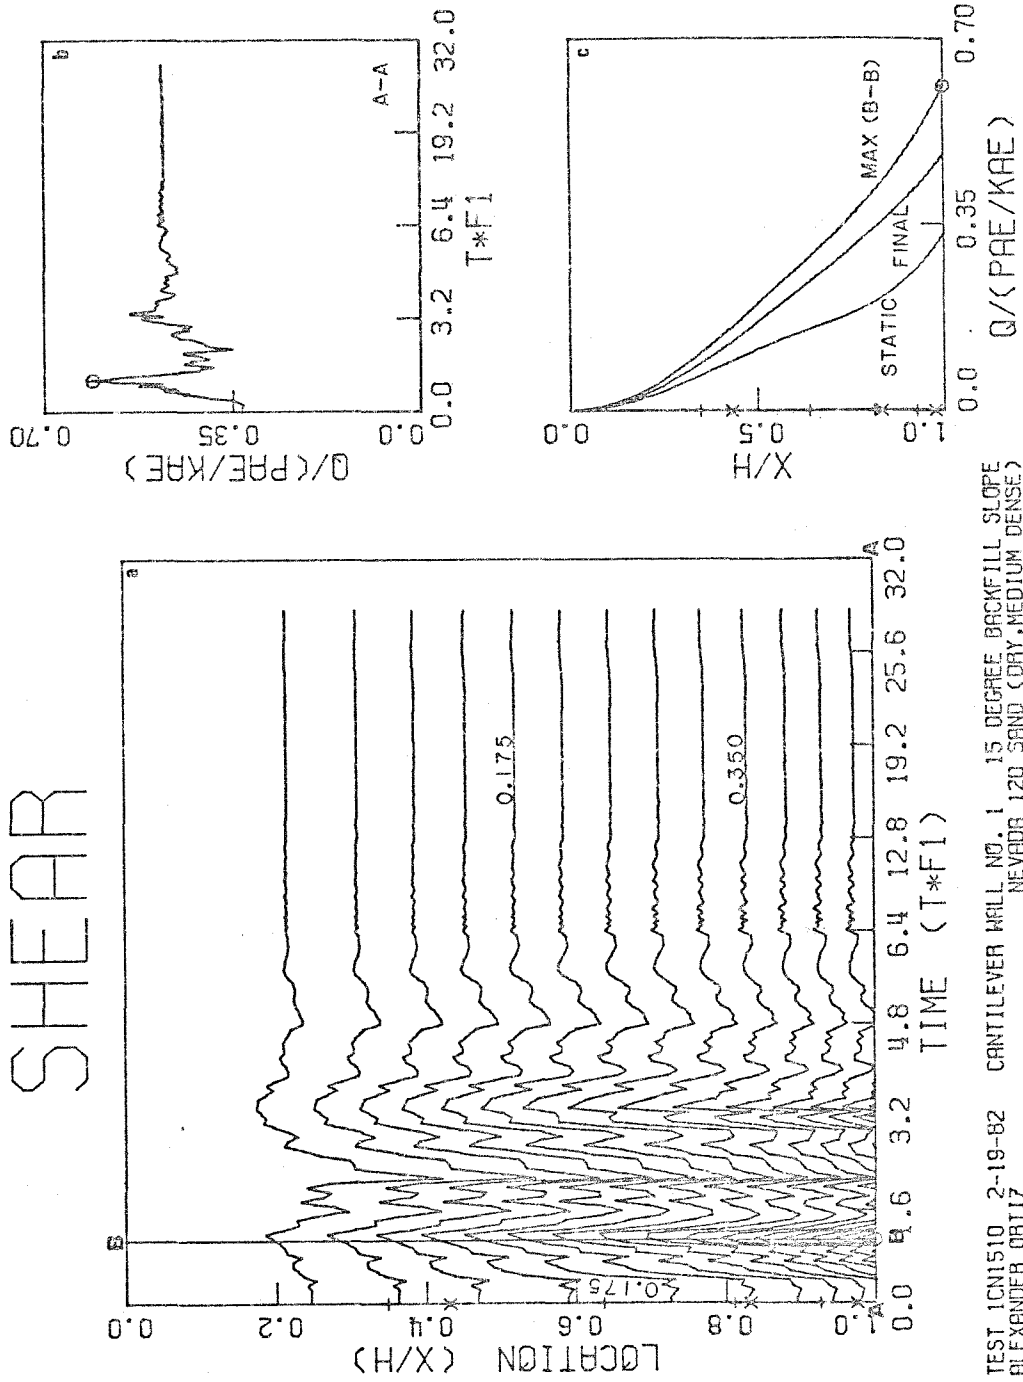 SHEAR
a
0.0
0.2
0.4
0.6
0.8
1.0
LOCATION (X/H)
B
B
A
A
0.175
0.175
0.350
0.0 1.6 3.2 4.8 6.4 12.8 19.2 25.6 32.0
TIME (T*F1)
b
0.70
0.35
0.0
Q/(PAE/KAE)
A-A
0.0 3.2 6.4 19.2 32.0
T*F1
c
0.0
0.5
1.0
X/H
STATIC
FINAL
MAX (B-B)
0.0 0.35 0.70
Q/(PAE/KAE)
TEST 1CN1510 2-19-82 CANTILEVER WALL NO. 1 15 DEGREE BACKFILL SLOPE
ALEXANDER ORTIZ NEVADA 120 SAND (DRY,MEDIUM DENSE)